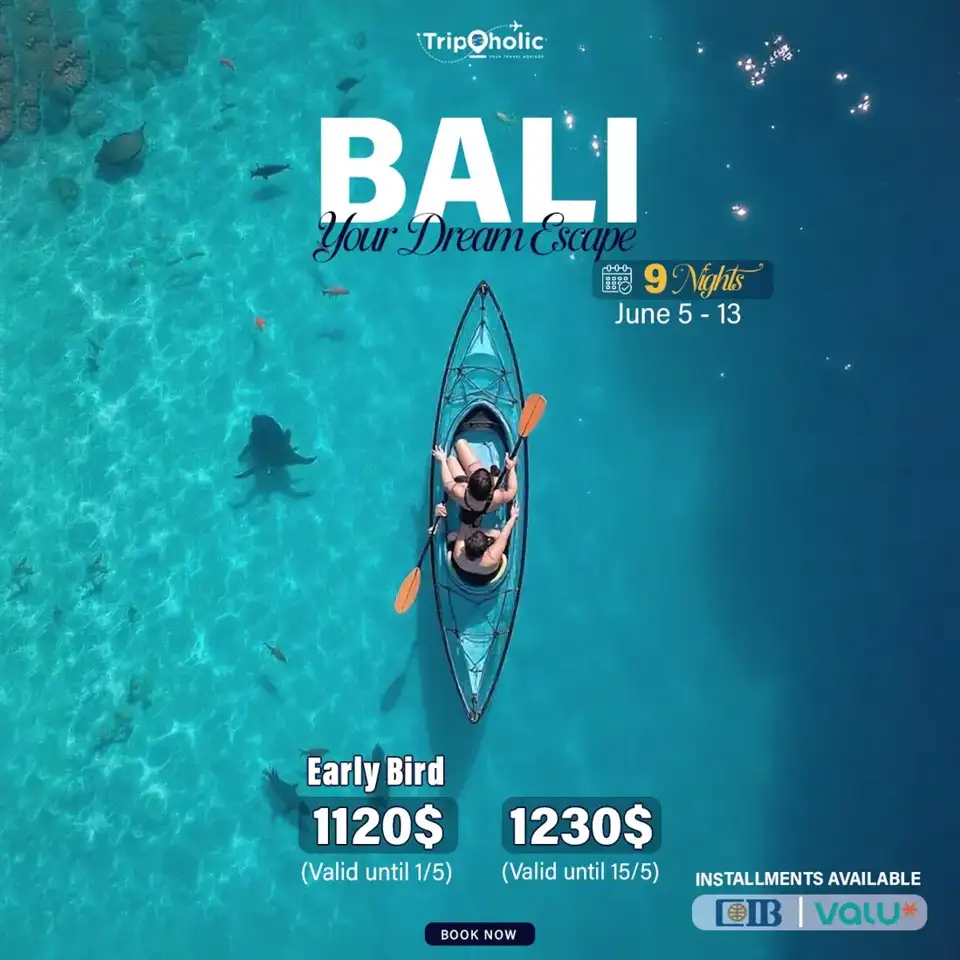 TripOholic
YOUR TRAVEL ADVISOR
BALI
Your Dream Escape
9 Nights
June 5 - 13
Early Bird
1120$
(Valid until 1/5)
1230$
(Valid until 15/5)
INSTALLMENTS AVAILABLE
CIB | valu*
BOOK NOW